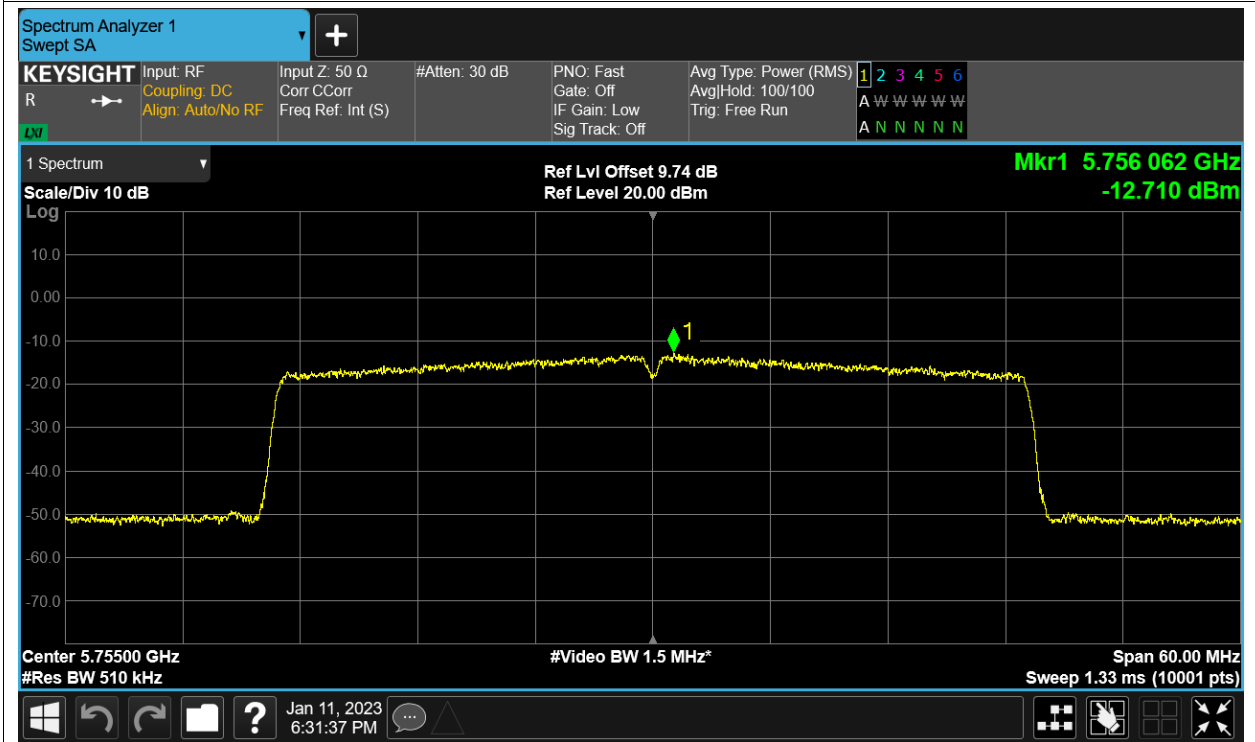 Spectrum Analyzer 1
Swept SA
+
KEYSIGHT
R
LXI
Input: RF
Coupling: DC
Align: Auto/No RF
Input Z: 50 Ω
Corr CCorr
Freq Ref: Int (S)
#Atten: 30 dB
PNO: Fast
Gate: Off
IF Gain: Low
Sig Track: Off
Avg Type: Power (RMS)
Avg|Hold: 100/100
Trig: Free Run
1 2 3 4 5 6
A W W W W W
A N N N N N
1 Spectrum
Scale/Div 10 dB
Ref Lvl Offset 9.74 dB
Ref Level 20.00 dBm
Mkr1 5.756 062 GHz
-12.710 dBm
Log
10.0
0.00
-10.0
-20.0
-30.0
-40.0
-50.0
-60.0
-70.0
1
Center 5.75500 GHz
#Res BW 510 kHz
#Video BW 1.5 MHz*
Span 60.00 MHz
Sweep 1.33 ms (10001 pts)
?
Jan 11, 2023
6:31:37 PM